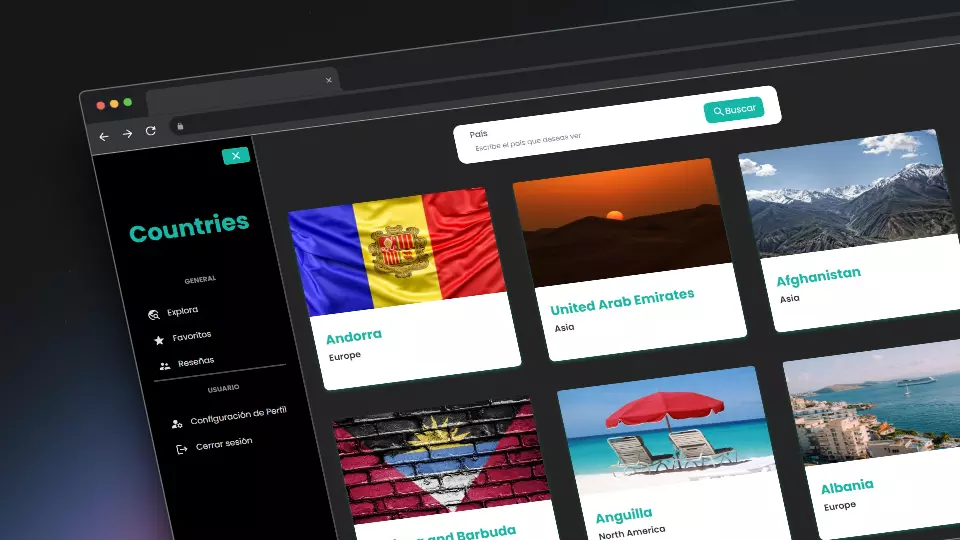 País
Escribe el país que deseas ver
Buscar
Countries
GENERAL
Explora
Favoritos
Reseñas
USUARIO
Configuración de Perfil
Cerrar sesión
Andorra
Europe
United Arab Emirates
Asia
Afghanistan
Asia
and Barbuda
Anguilla
North America
Albania
Europe